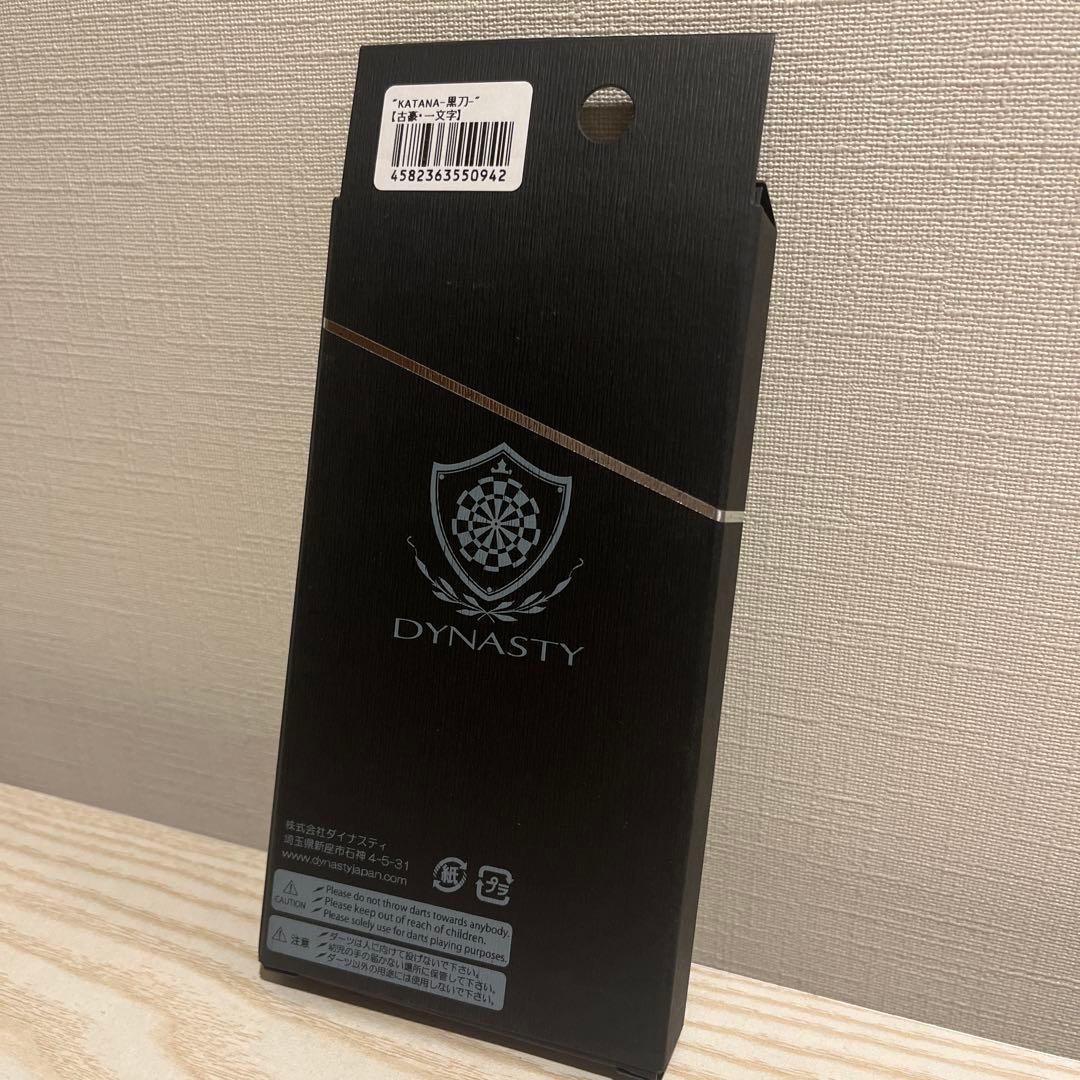 "KATANA-黒刀-"
【古豪・一文字】
4582363550942
DYNASTY
株式会社ダイナスティ
埼玉県新座市石神 4-5-31
www.dynastyjapan.com
紙
プラ
CAUTION
Please do not throw darts towards anybody.
Please keep out of reach of children.
Please solely use for darts playing purposes.
注意
ダーツは人に向けて投げないで下さい。
幼児の手の届かない場所に保管して下さい。
ダーツ以外の用途には使用しないで下さい。